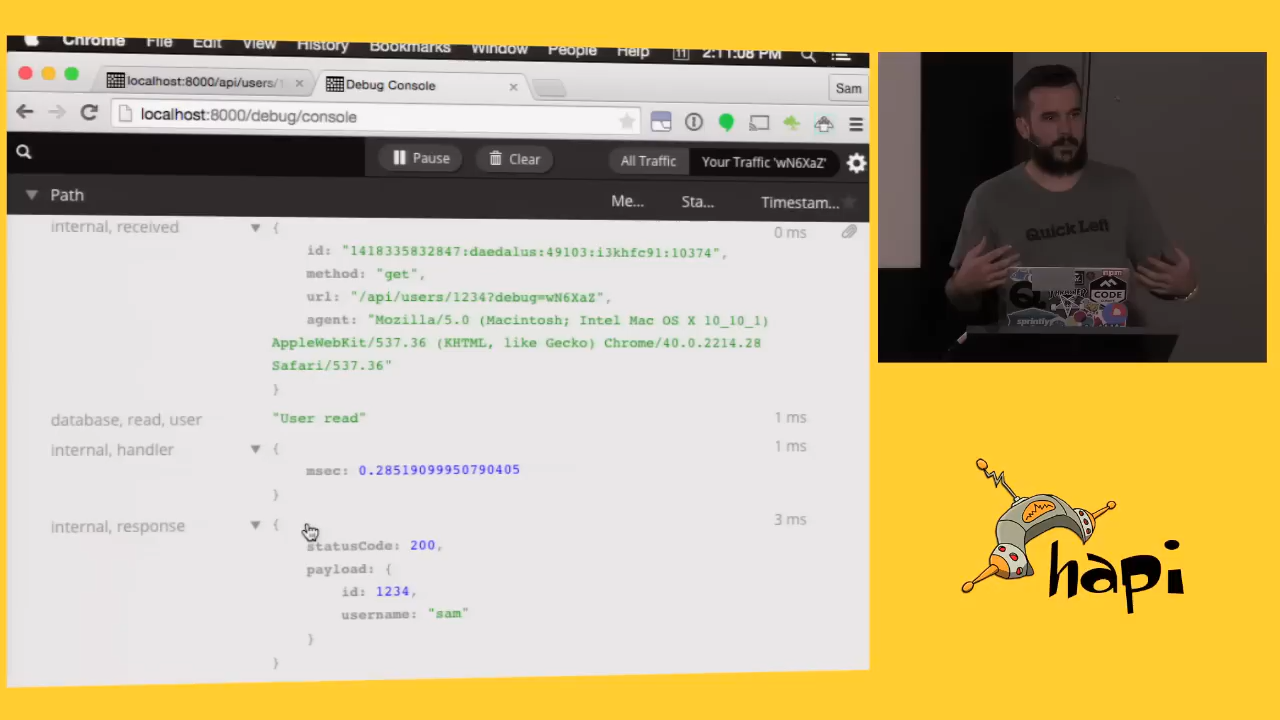 Chrome File Edit View History Bookmarks Window People Help 11 2:11:08 PM
localhost:8000/api/users/1 × Debug Console × Sam
localhost:8000/debug/console
Pause Clear All Traffic Your Traffic 'wN6XaZ'
Path Me... Sta... Timestam...
internal, received { 0 ms
id: "1418335832847:daedalus:49103:i3khfc91:10374",
method: "get",
url: "/api/users/1234?debug=wN6XaZ",
agent: "Mozilla/5.0 (Macintosh; Intel Mac OS X 10_10_1)
AppleWebKit/537.36 (KHTML, like Gecko) Chrome/40.0.2214.28
Safari/537.36"
}
database, read, user "User read" 1 ms
internal, handler { 1 ms
msec: 0.28519099950790405
}
internal, response { 3 ms
statusCode: 200,
payload: {
id: 1234,
username: "sam"
}
}
Quick Left
CODE
sprintly
hapi